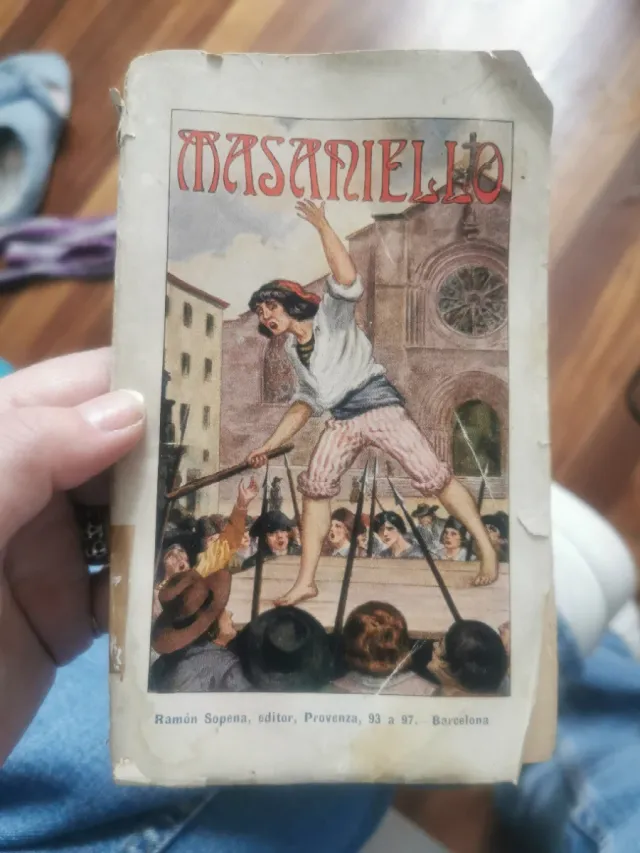 MASANIELLO
Ramón Sopena, editor, Provenza, 93 a 97. - Barcelona